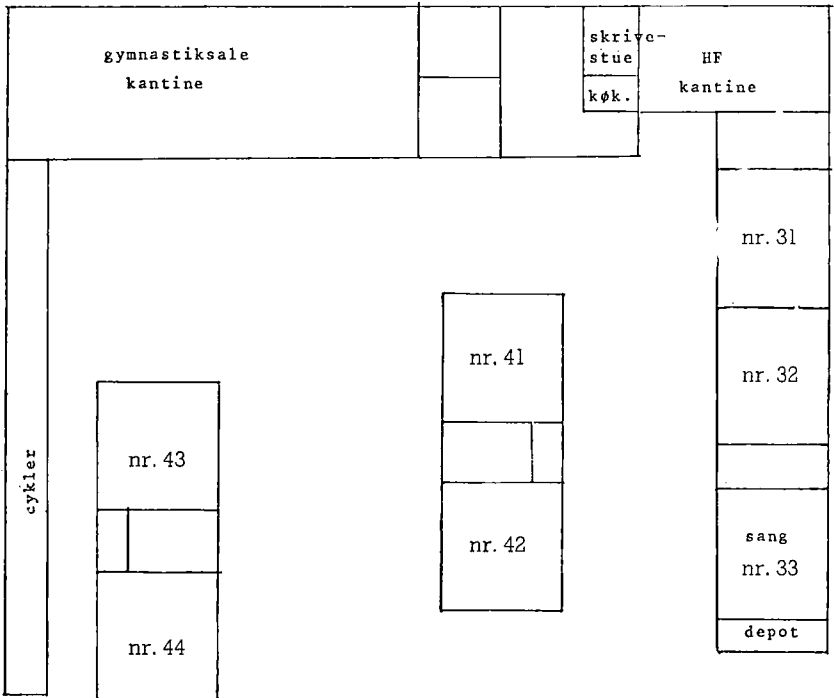 gymnastiksale
kantine
skrive-
stue
køk.
HF
kantine
nr. 31
nr. 41
nr. 32
nr. 43
cykler
nr. 42
sang
nr. 33
depot
nr. 44